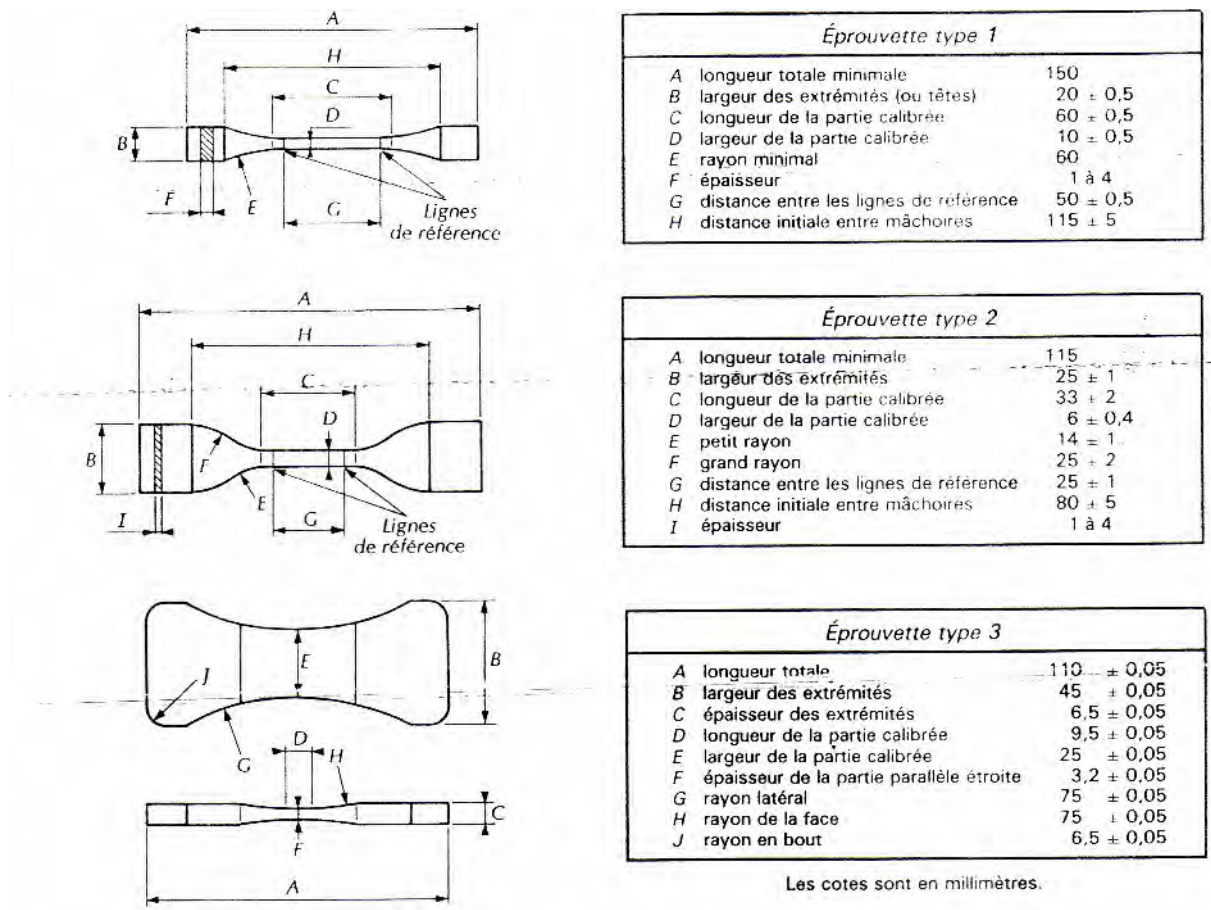 A
H
C
D
B
F
E
G
Lignes
de référence
Éprouvette type 1
A longueur totale minimale 150
B largeur des extrémités (ou têtes) 20 ± 0,5
C longueur de la partie calibrée 60 ± 0,5
D largeur de la partie calibrée 10 ± 0,5
E rayon minimal 60
F épaisseur 1 à 4
G distance entre les lignes de référence 50 ± 0,5
H distance initiale entre mâchoires 115 ± 5
A
H
C
D
B
F
E
I
G
Lignes
de référence
Éprouvette type 2
A longueur totale minimale 115
B largeur des extrémités 25 ± 1
C longueur de la partie calibrée 33 ± 2
D largeur de la partie calibrée 6 ± 0,4
E petit rayon 14 ± 1
F grand rayon 25 ± 2
G distance entre les lignes de référence 25 ± 1
H distance initiale entre mâchoires 80 ± 5
I épaisseur 1 à 4
E
B
J
G
D
H
C
F
A
Éprouvette type 3
A longueur totale 110 ± 0,05
B largeur des extrémités 45 ± 0,05
C épaisseur des extrémités 6,5 ± 0,05
D longueur de la partie calibrée 9,5 ± 0,05
E largeur de la partie calibrée 25 ± 0,05
F épaisseur de la partie parallèle étroite 3,2 ± 0,05
G rayon latéral 75 ± 0,05
H rayon de la face 75 ± 0,05
J rayon en bout 6,5 ± 0,05
Les cotes sont en millimètres.